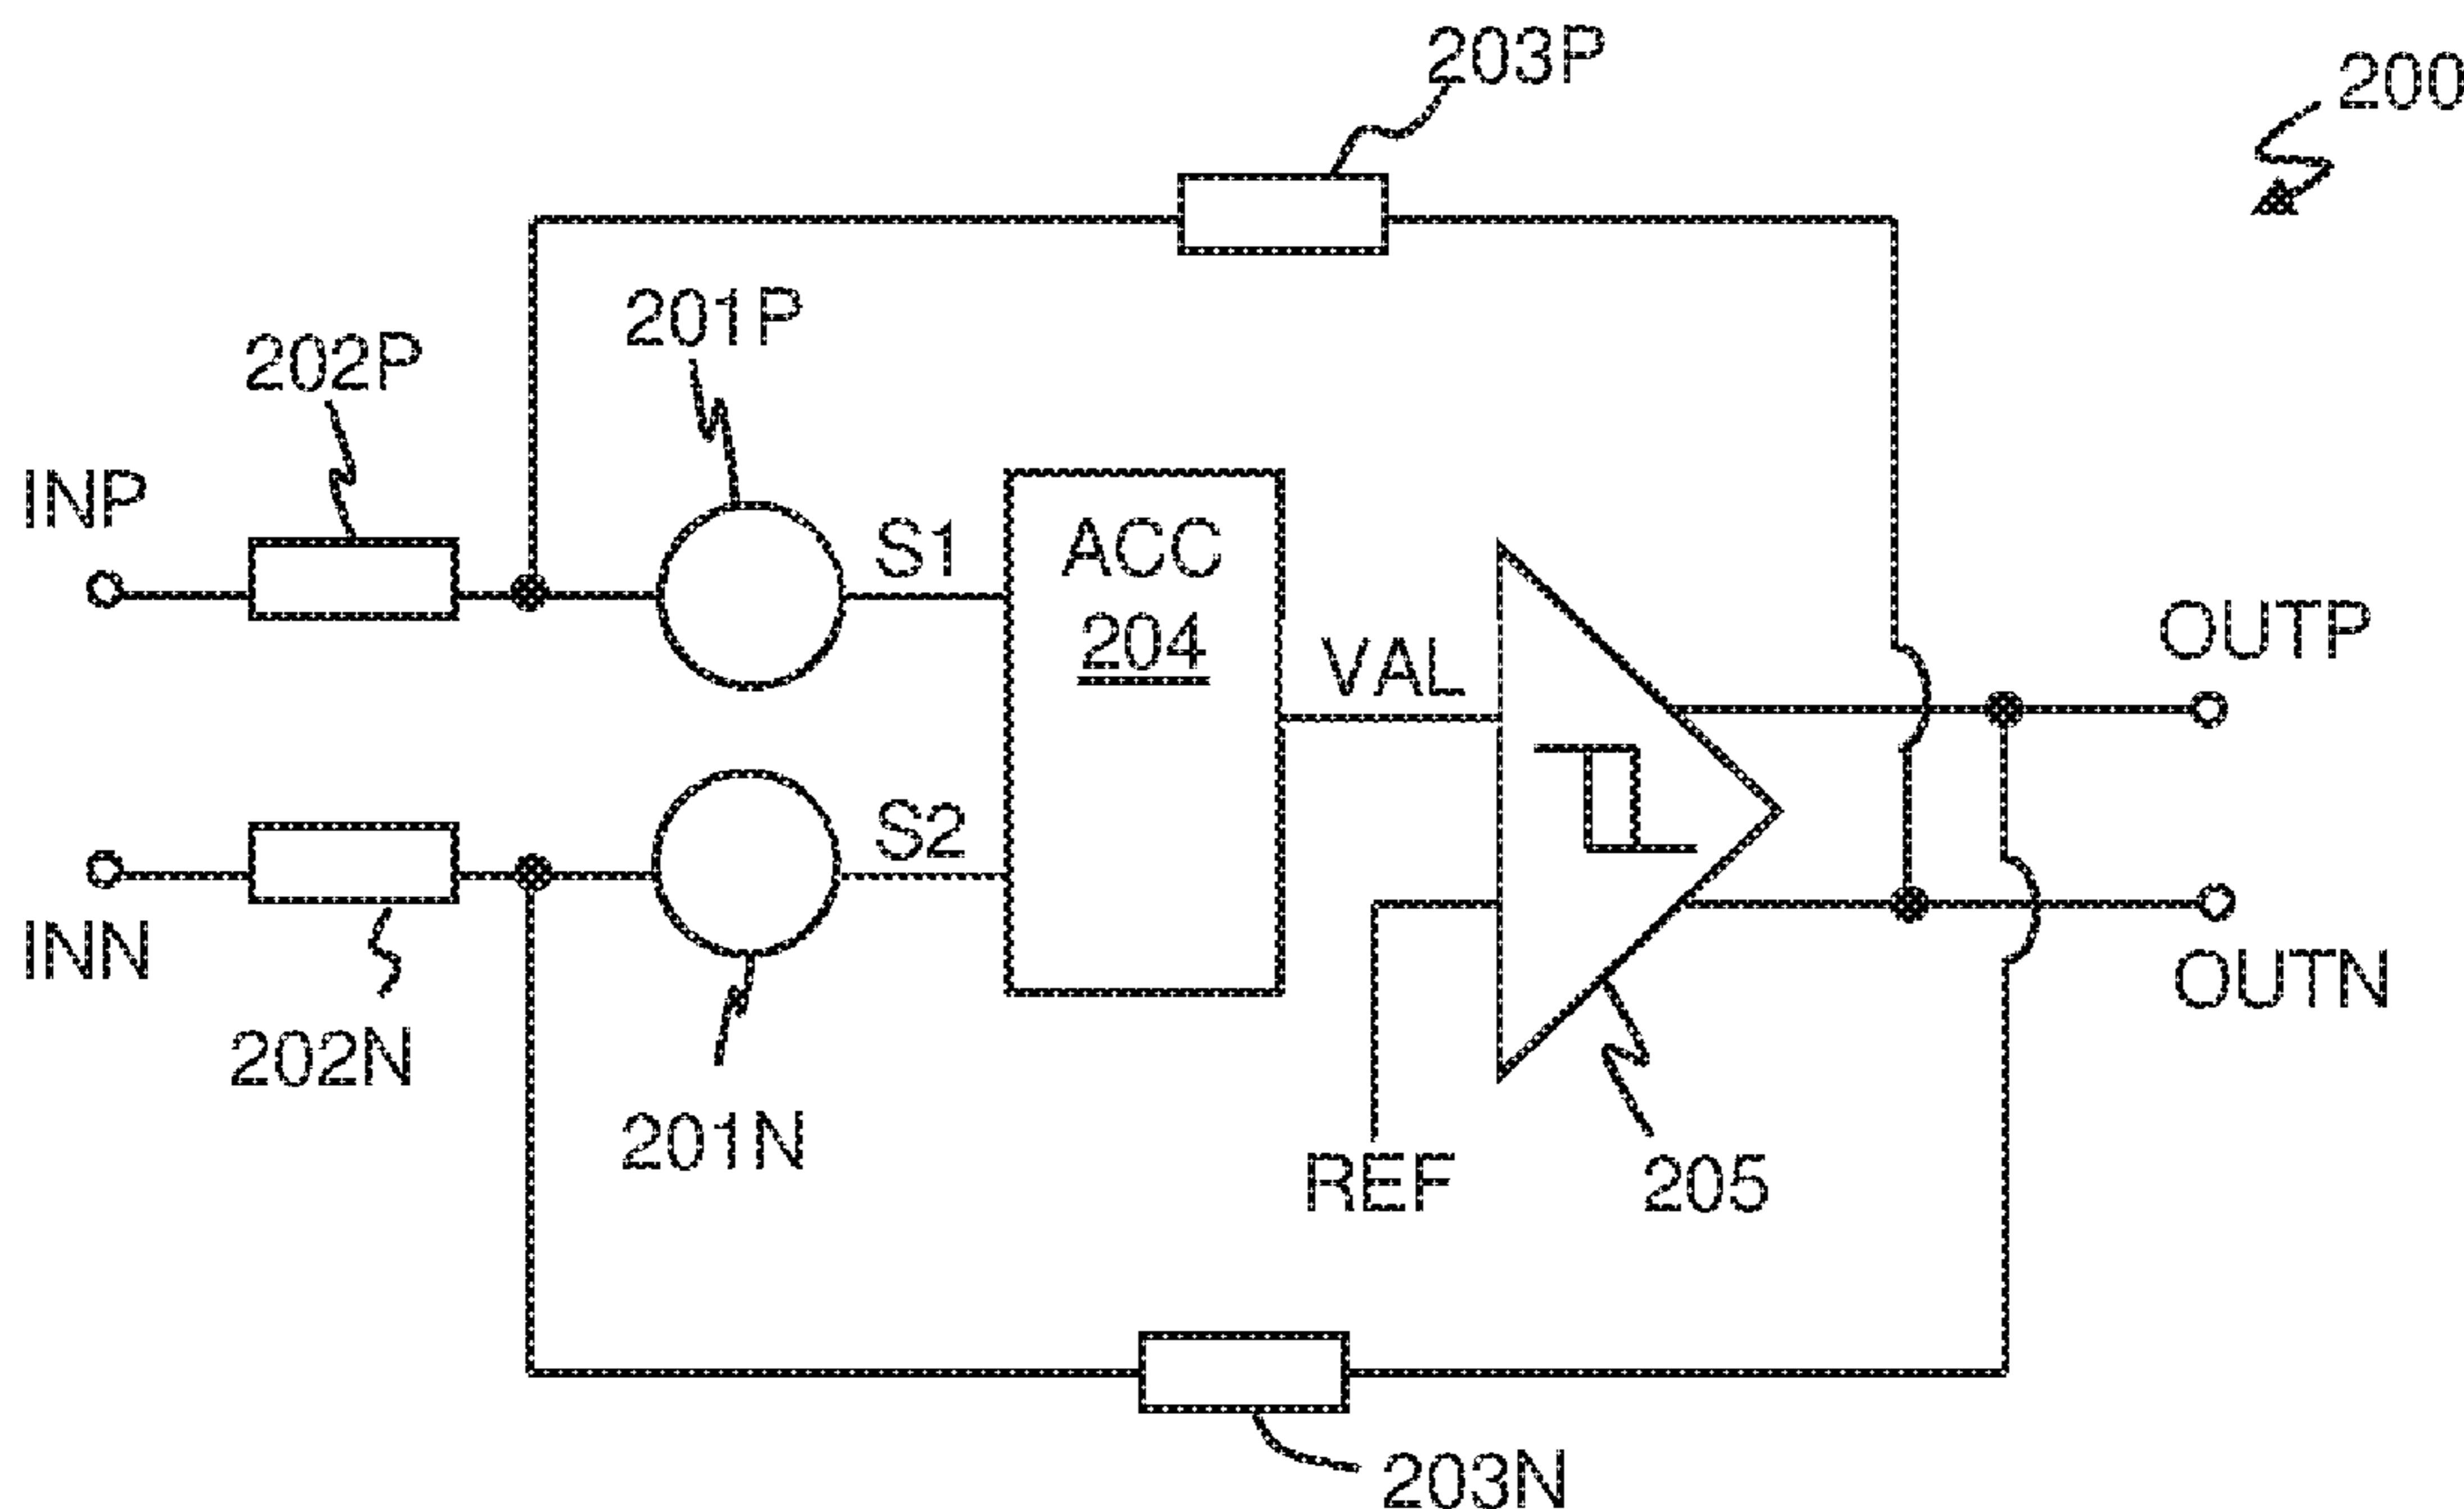 203P
200
201P
202P
INP
S1
ACC
204
OUTP
VAL
S2
INN
OUTN
202N
201N
REF
205
203N